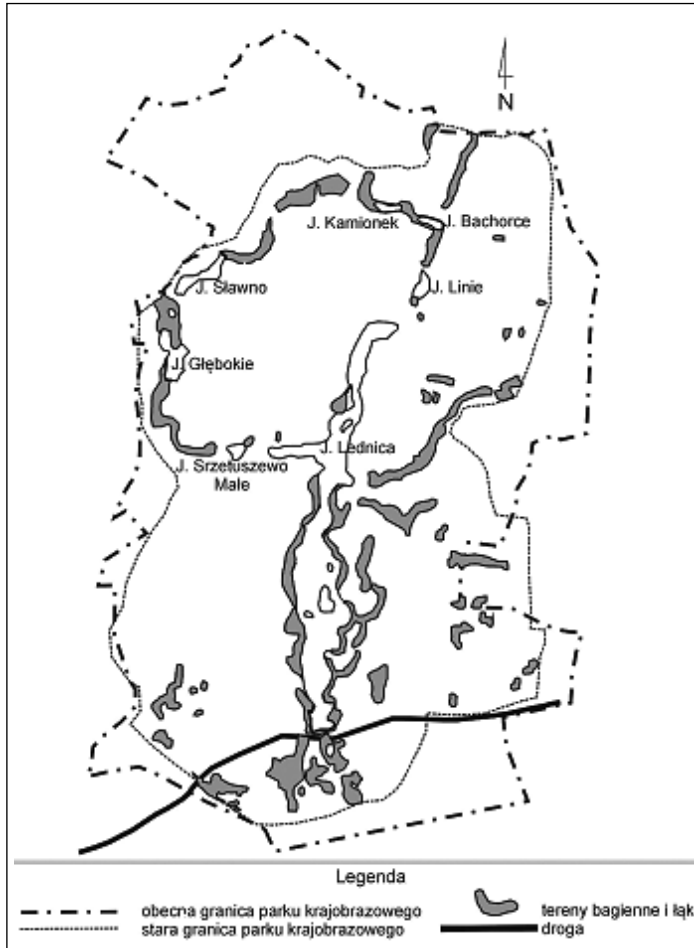 N
J. Kamionek
J. Bachorce
J. Sławno
J. Linie
J. Głębokie
J. Lednica
J. Srzetuszewo
Małe
Legenda
obecna granica parku krajobrazowego
tereny bagienne i łąk
stara granica parku krajobrazowego
droga